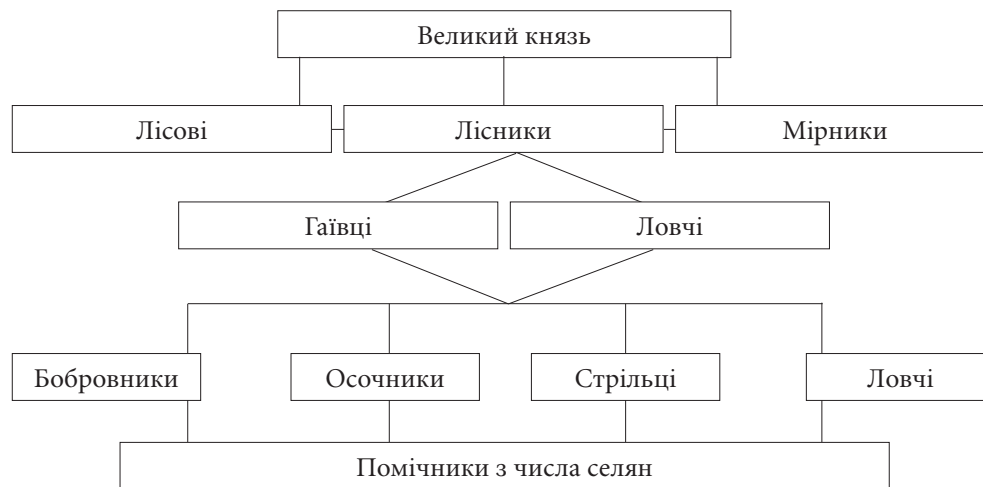 Великий князь
Лісові
Лісники
Мірники
Гаївці
Ловчі
Бобровники
Осочники
Стрільці
Ловчі
Помічники з числа селян